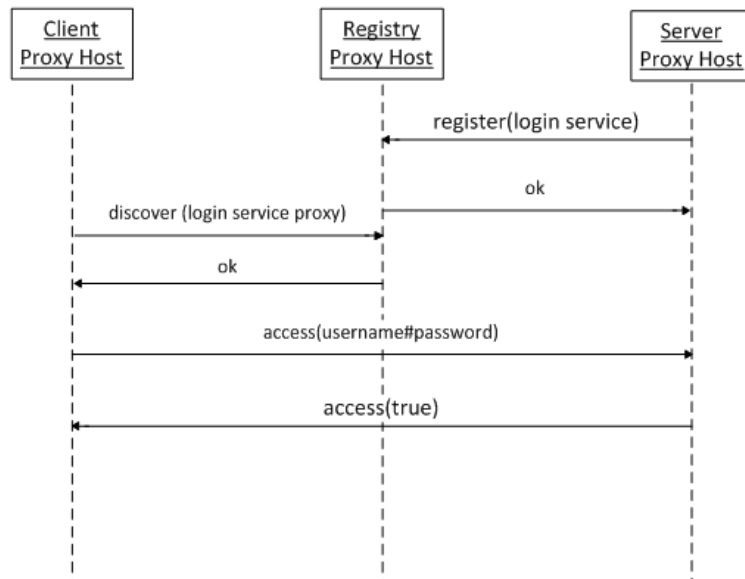 Client
Proxy Host
Registry
Proxy Host
Server
Proxy Host
register(login service)
ok
discover (login service proxy)
ok
access(username#password)
access(true)